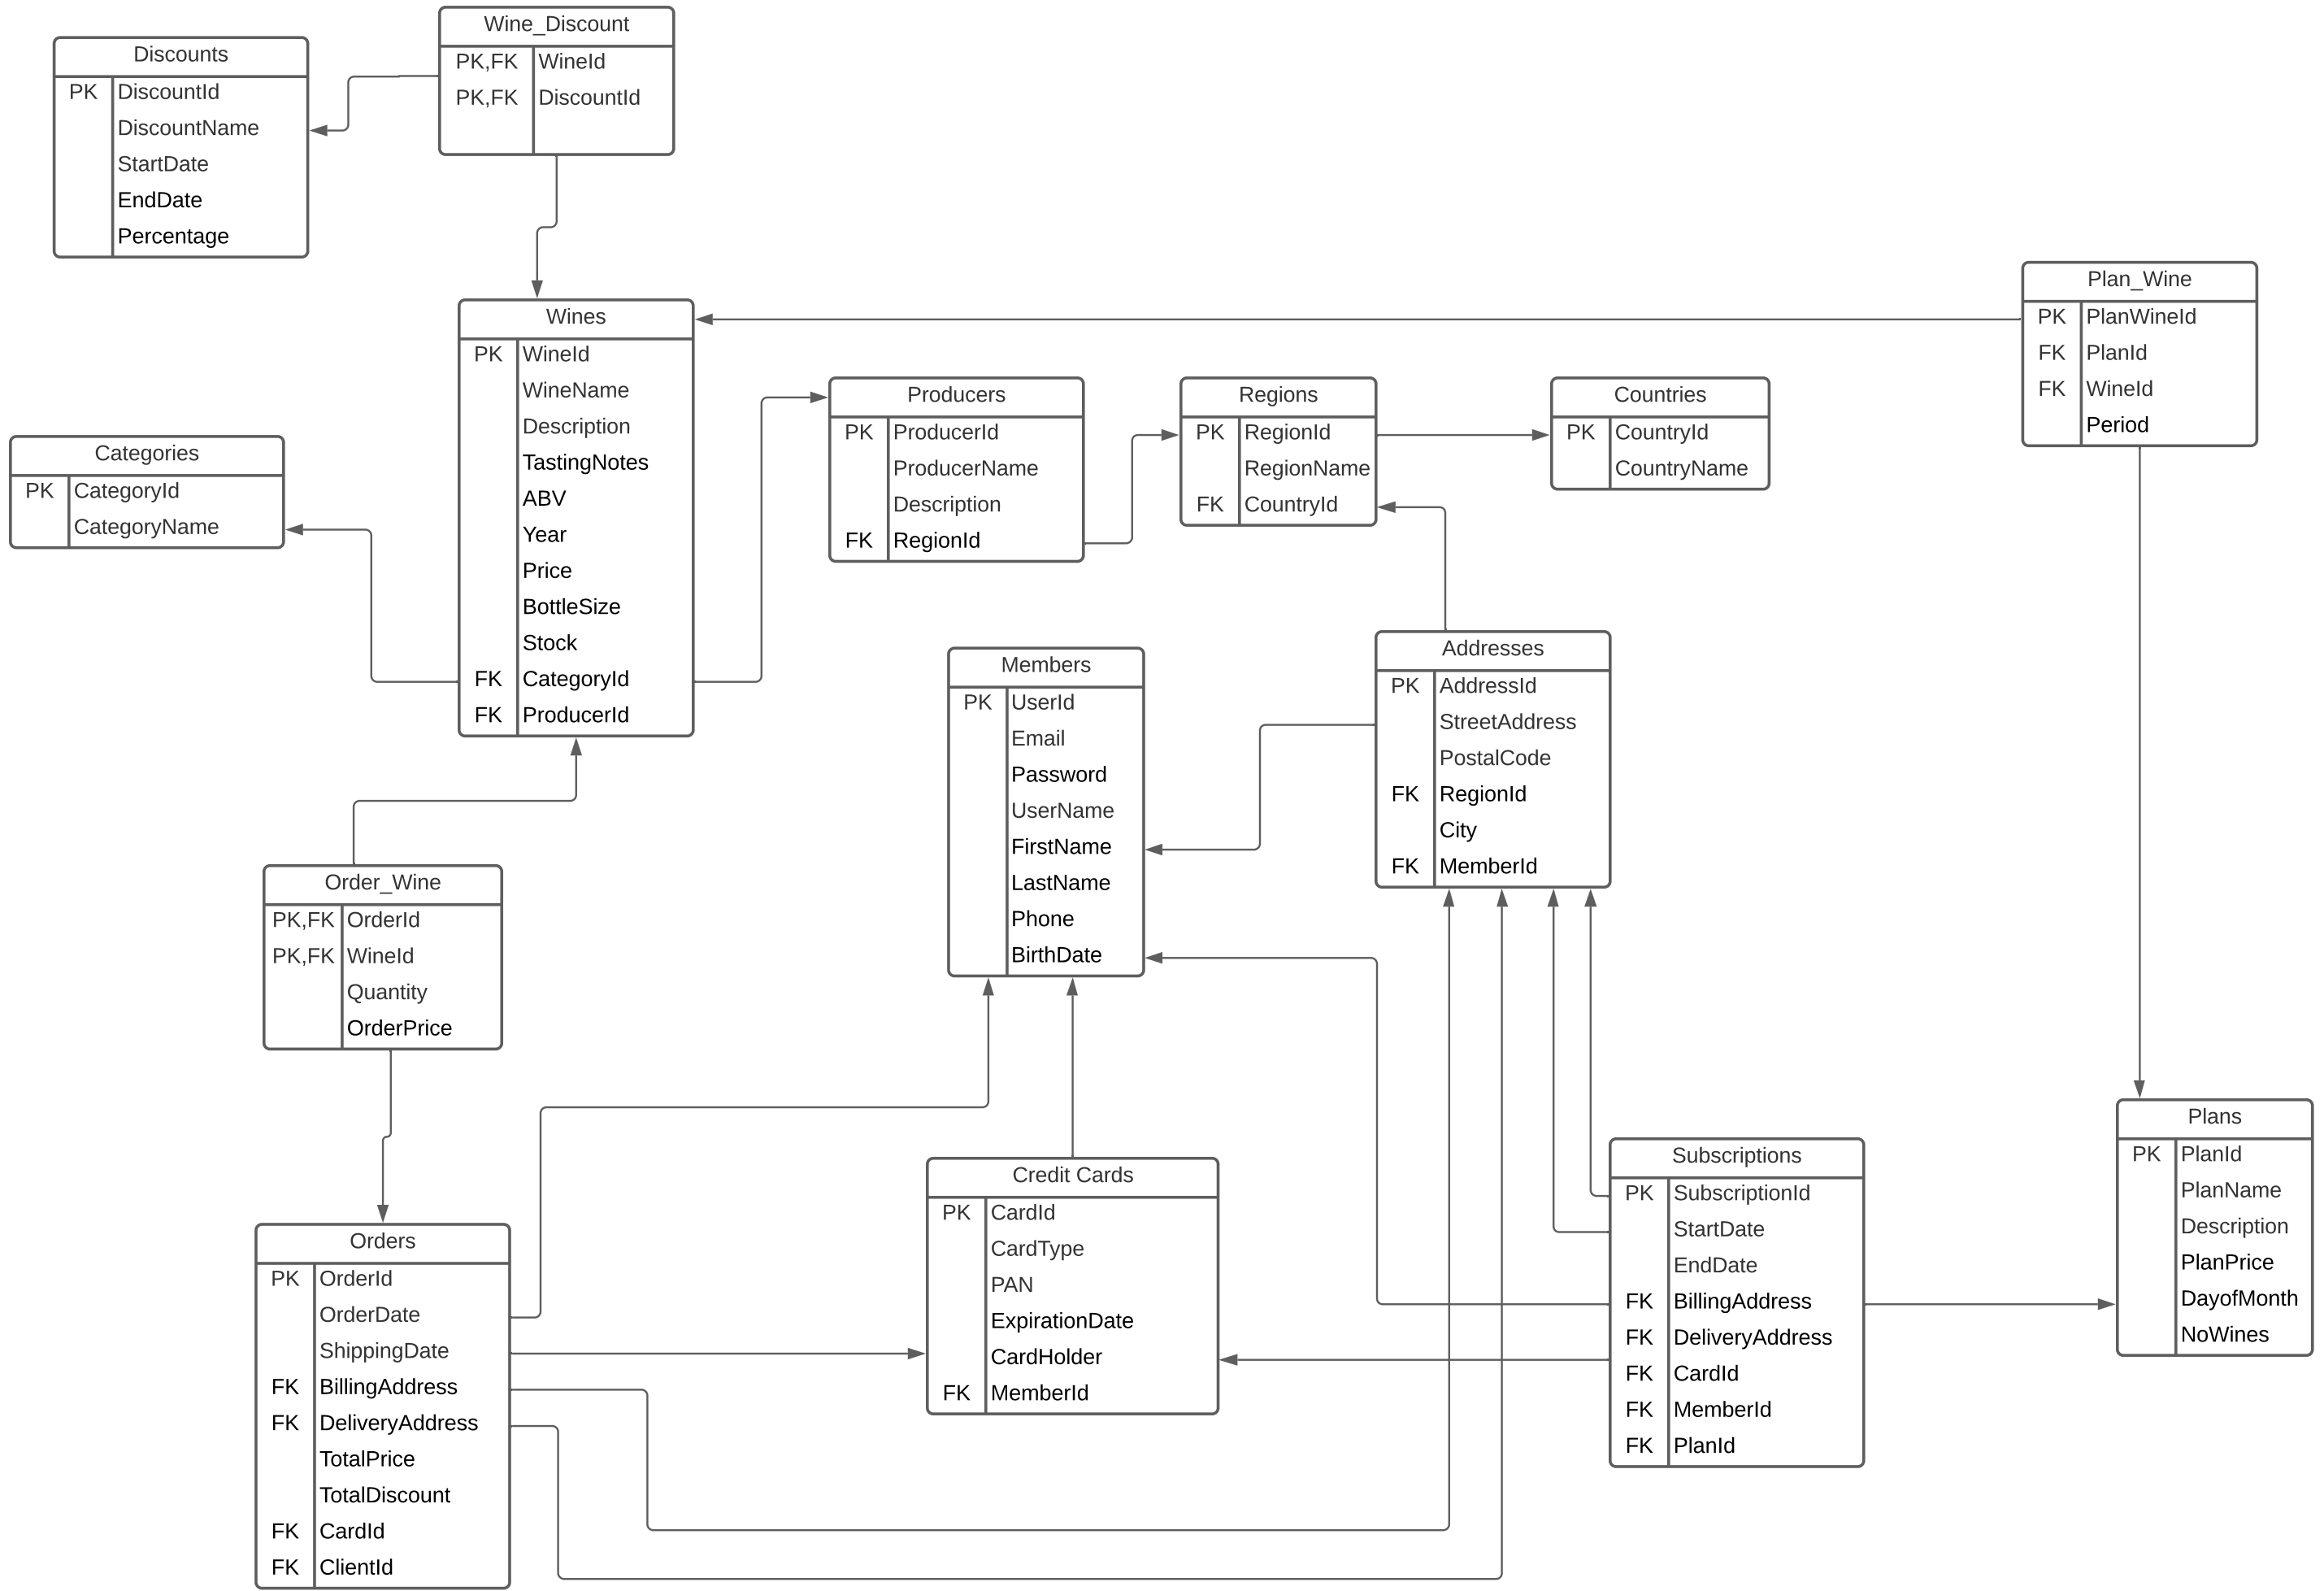 Wine_Discount
PK,FK WineId
PK,FK DiscountId
Discounts
PK DiscountId
DiscountName
StartDate
EndDate
Percentage
Plan_Wine
PK PlanWineId
FK PlanId
FK WineId
Period
Wines
PK WineId
WineName
Description
TastingNotes
ABV
Year
Price
BottleSize
Stock
FK CategoryId
FK ProducerId
Producers
PK ProducerId
ProducerName
Description
FK RegionId
Regions
PK RegionId
RegionName
FK CountryId
Countries
PK CountryId
CountryName
Categories
PK CategoryId
CategoryName
Members
PK UserId
Email
Password
UserName
FirstName
LastName
Phone
BirthDate
Addresses
PK AddressId
StreetAddress
PostalCode
FK RegionId
City
FK MemberId
Order_Wine
PK,FK OrderId
PK,FK WineId
Quantity
OrderPrice
Plans
PK PlanId
PlanName
Description
PlanPrice
DayofMonth
NoWines
Subscriptions
PK SubscriptionId
StartDate
EndDate
FK BillingAddress
FK DeliveryAddress
FK CardId
FK MemberId
FK PlanId
Credit Cards
PK CardId
CardType
PAN
ExpirationDate
CardHolder
FK MemberId
Orders
PK OrderId
OrderDate
ShippingDate
FK BillingAddress
FK DeliveryAddress
TotalPrice
TotalDiscount
FK CardId
FK ClientId